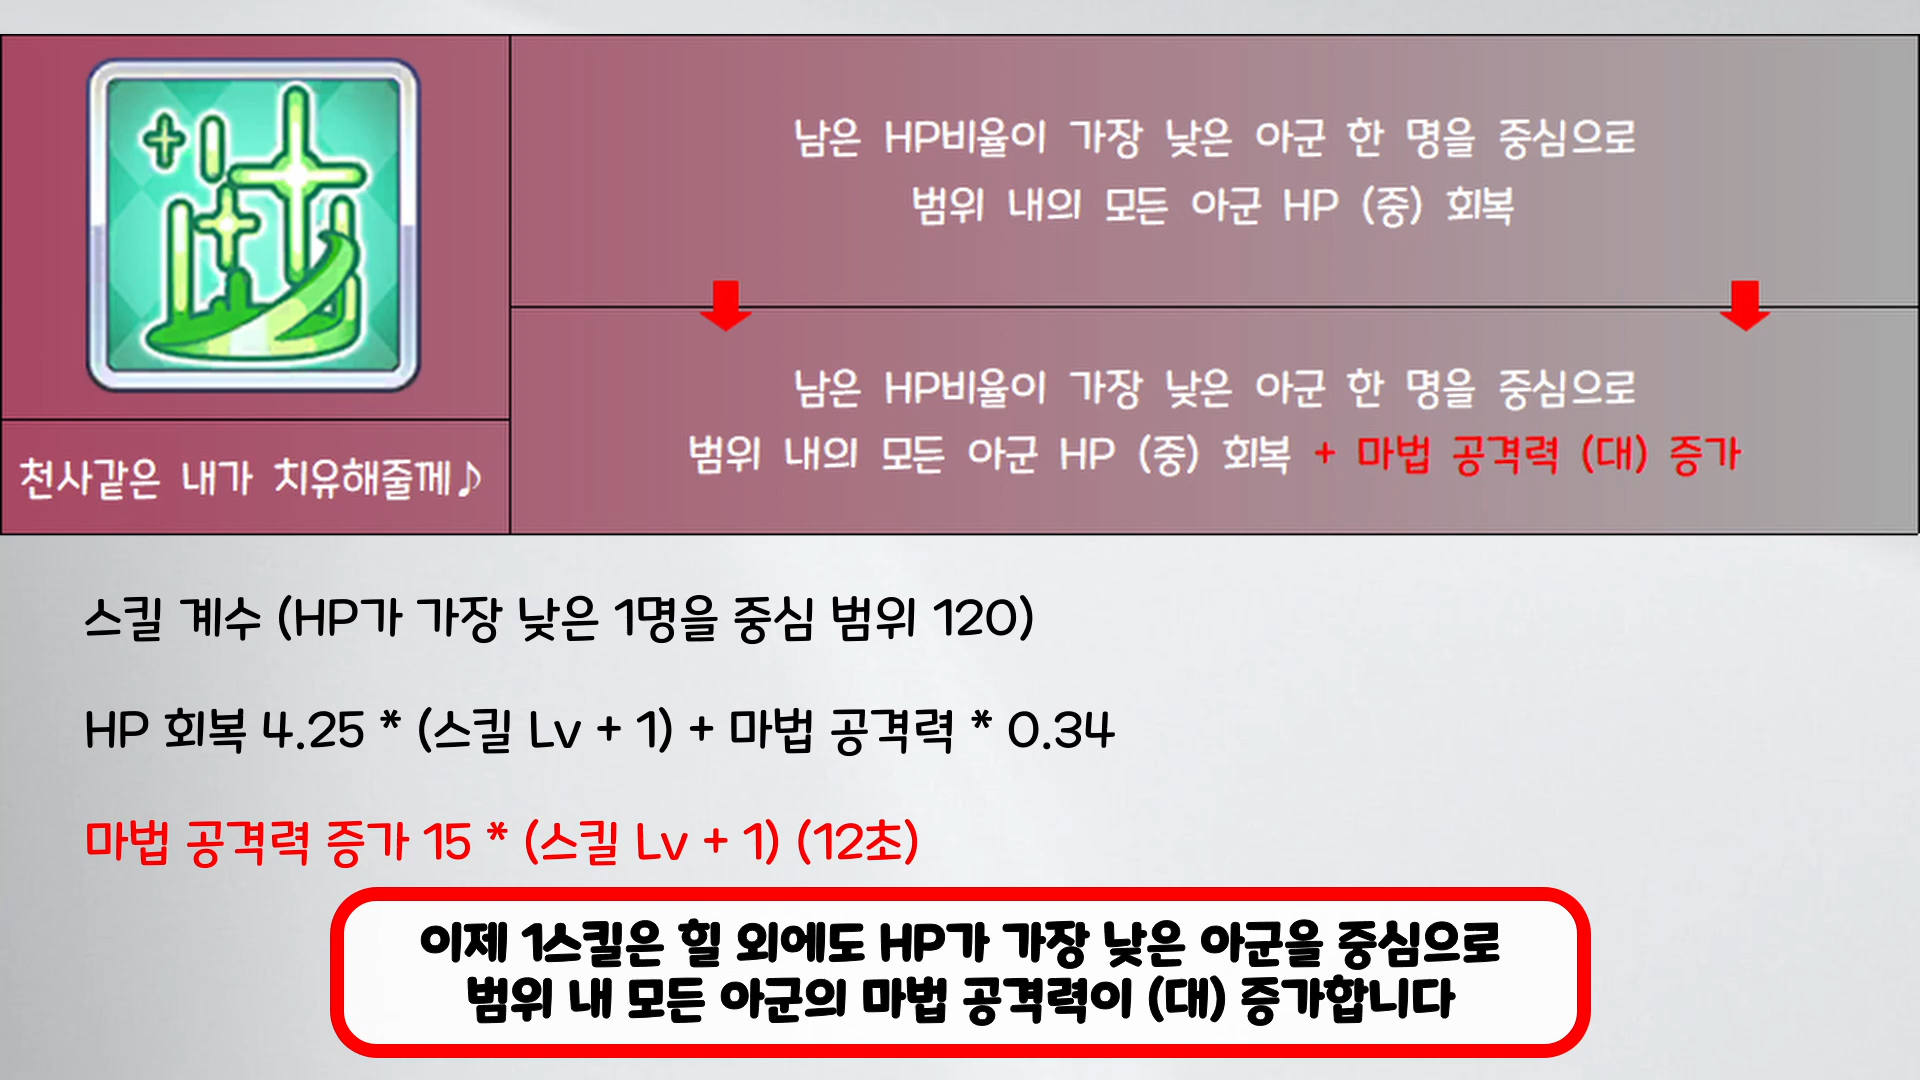 남은 HP비율이 가장 낮은 아군 한 명을 중심으로
범위 내의 모든 아군 HP (중) 회복
남은 HP비율이 가장 낮은 아군 한 명을 중심으로
범위 내의 모든 아군 HP (중) 회복 + 마법 공격력 (대) 증가
천사같은 내가 치유해줄께♪
스킬 계수 (HP가 가장 낮은 1명을 중심 범위 120)
HP 회복 4.25 * (스킬 Lv + 1) + 마법 공격력 * 0.34
마법 공격력 증가 15 * (스킬 Lv + 1) (12초)
이제 1스킬은 힐 외에도 HP가 가장 낮은 아군을 중심으로
범위 내 모든 아군의 마법 공격력이 (대) 증가합니다